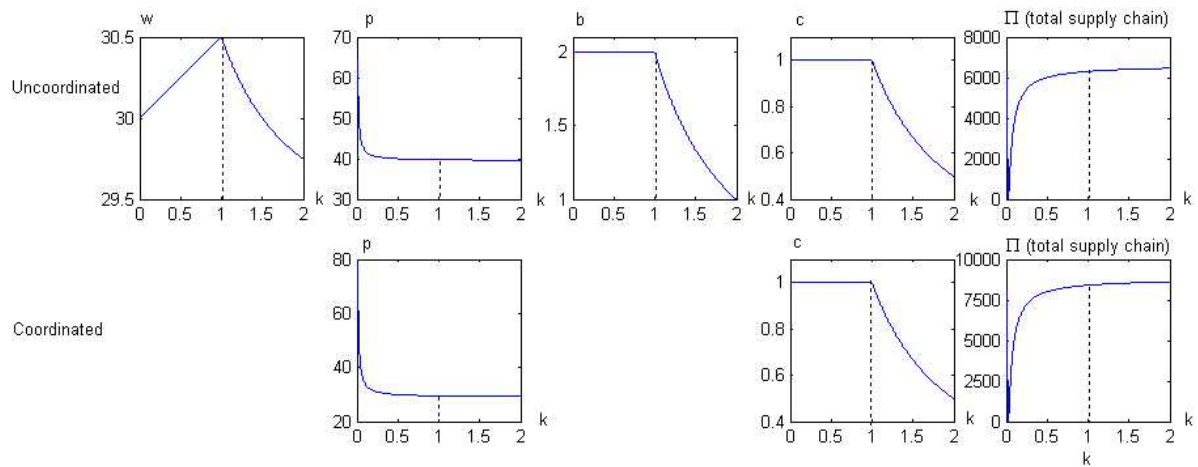 w
p
b
c
Π (total supply chain)
Uncoordinated
30.5
30
29.5
0 0.5 1 1.5 2
k
70
60
50
40
30
0 0.5 1 1.5 2
k
2
1.5
1
0 0.5 1 1.5 2
k
1
0.8
0.6
0.4
0 0.5 1 1.5 2
k
8000
6000
4000
2000
0
0 0.5 1 1.5 2
k
p
c
Π (total supply chain)
Coordinated
80
60
40
20
0 0.5 1 1.5 2
k
1
0.8
0.6
0.4
0 0.5 1 1.5 2
k
10000
7500
5000
2500
0
0 0.5 1 1.5 2
k
k